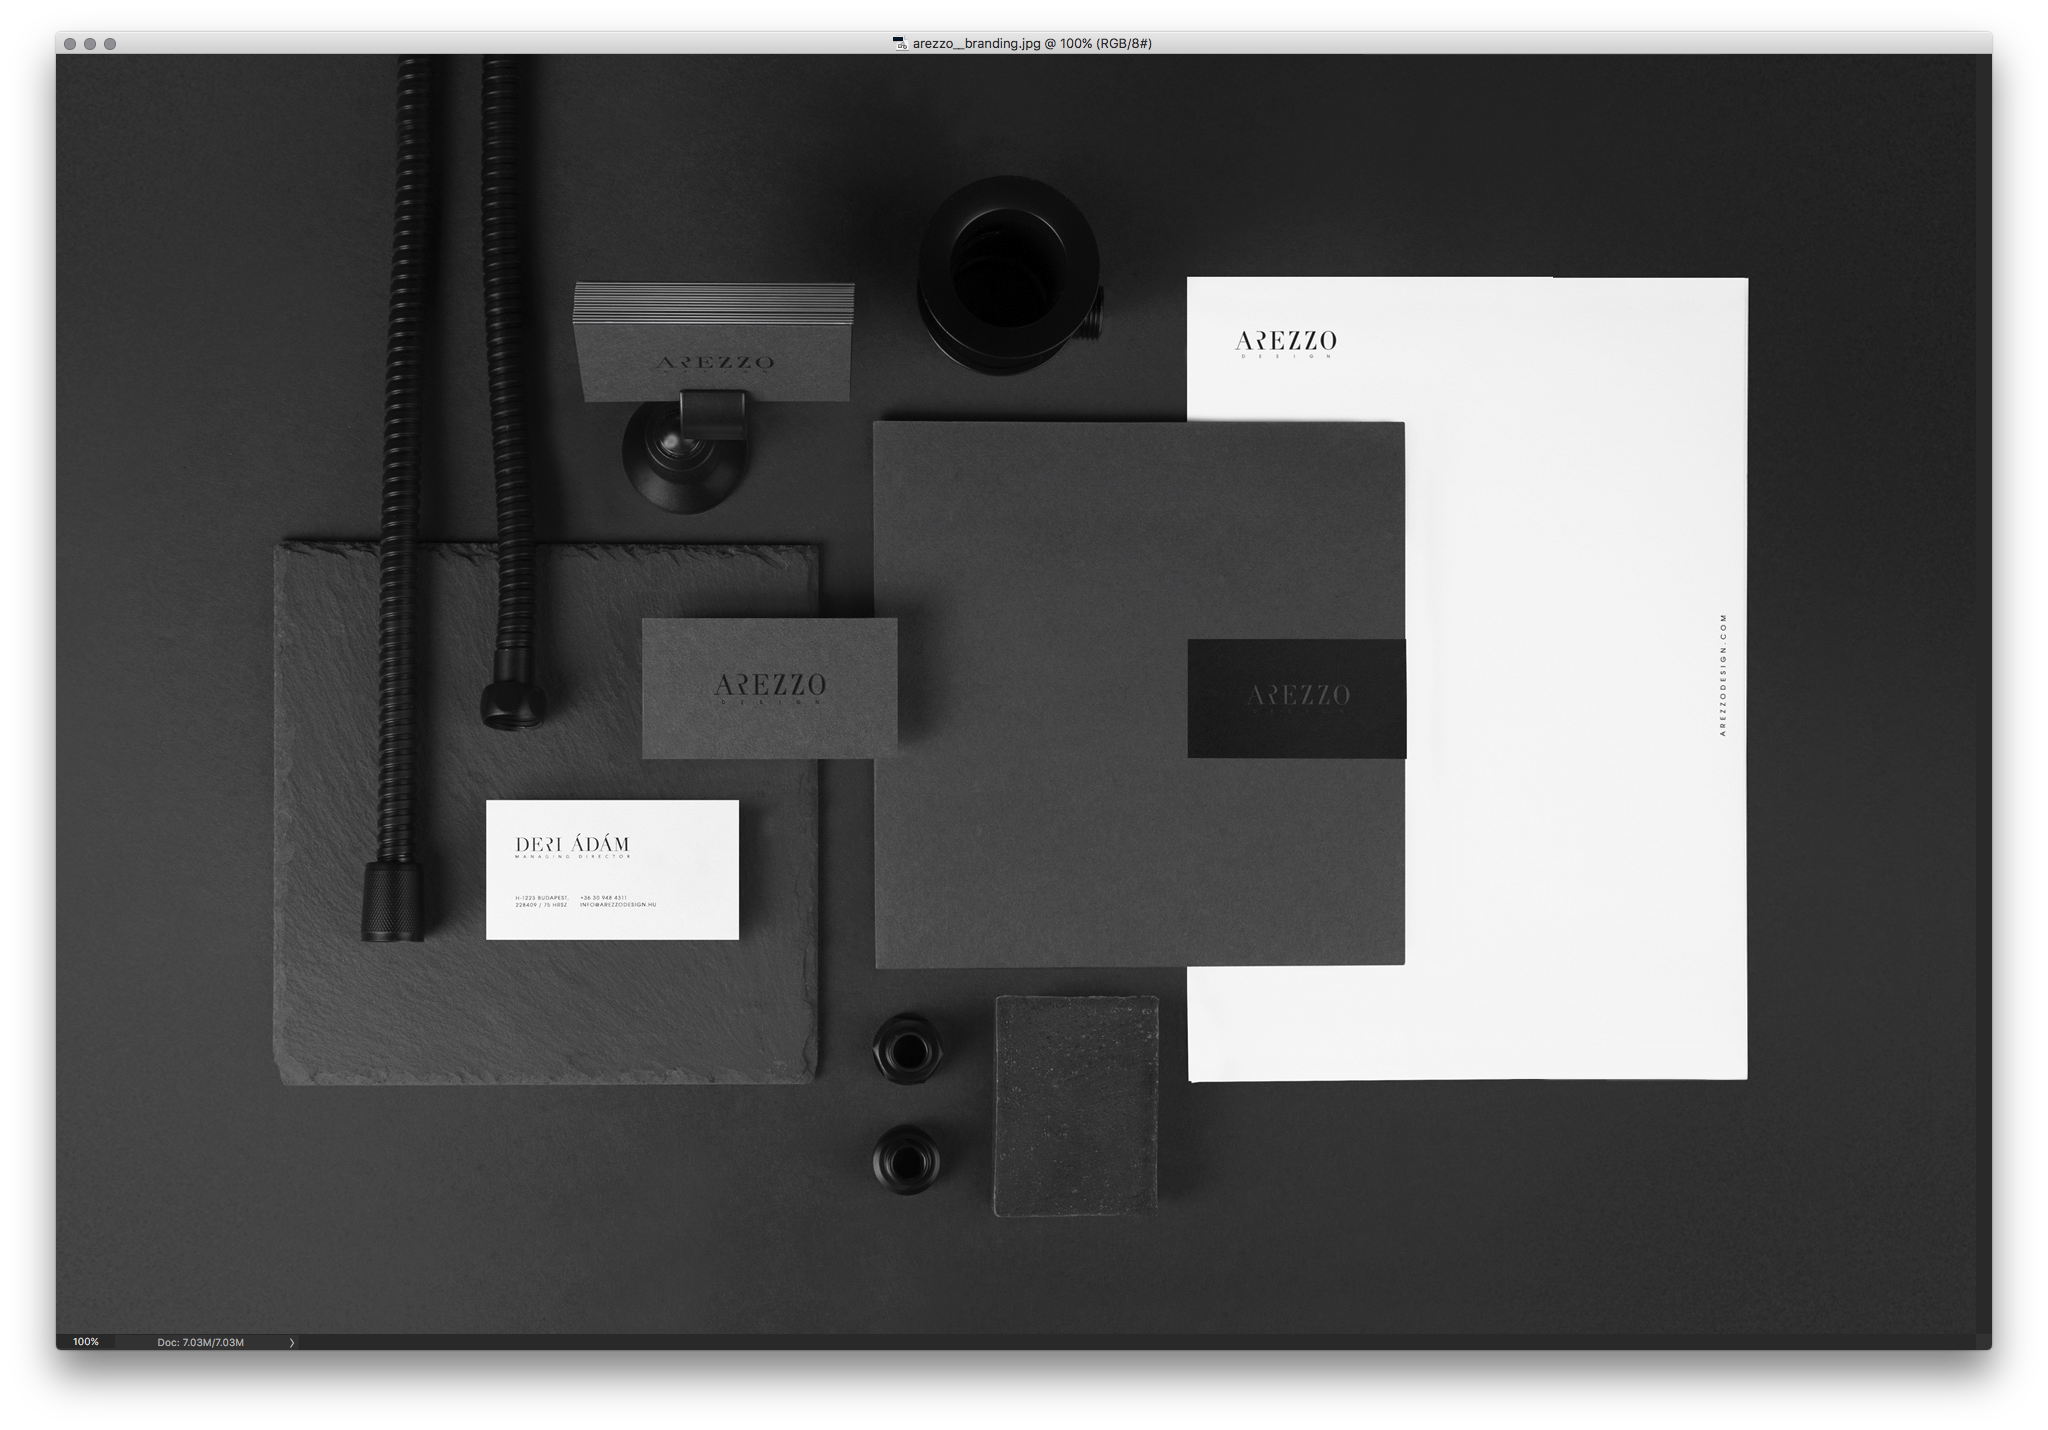 arezzo__branding.jpg @ 100% (RGB/8#)
AREZZO
DESIGN
AREZZO
AREZZO
DESIGN
AREZZO
DESIGN
AREZZODESIGN.COM
DERI ÁDÁM
MANAGING DIRECTOR
H-1223 BUDAPEST, +36 30 948 4311
228409 / 75 HRSZ INFO@AREZZODESIGN.HU
100% Doc: 7.03M/7.03M